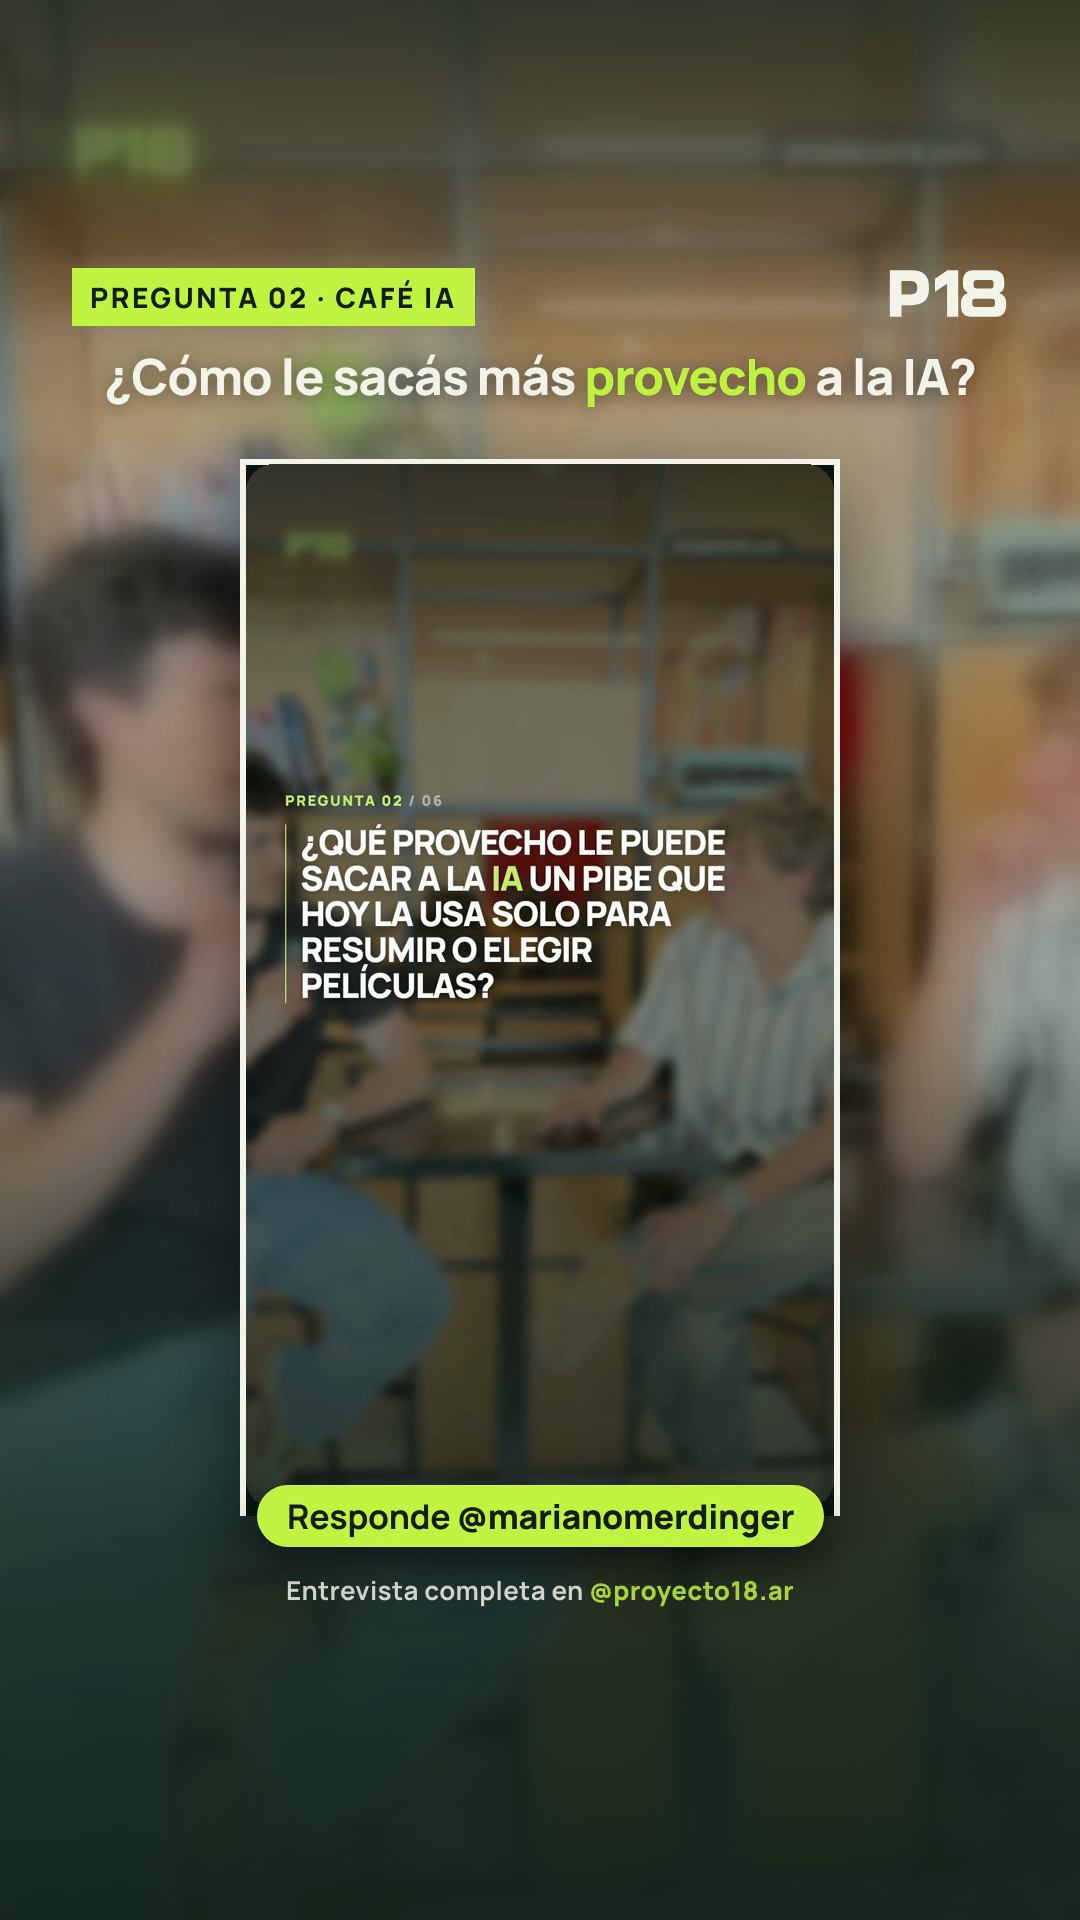 PREGUNTA 02 · CAFÉ IA
P18
¿Cómo le sacás más provecho a la IA?
P18
PREGUNTA 02 / 06
¿QUÉ PROVECHO LE PUEDE
SACAR A LA IA UN PIBE QUE
HOY LA USA SOLO PARA
RESUMIR O ELEGIR
PELÍCULAS?
Responde @marianomerdinger
Entrevista completa en @proyecto18.ar